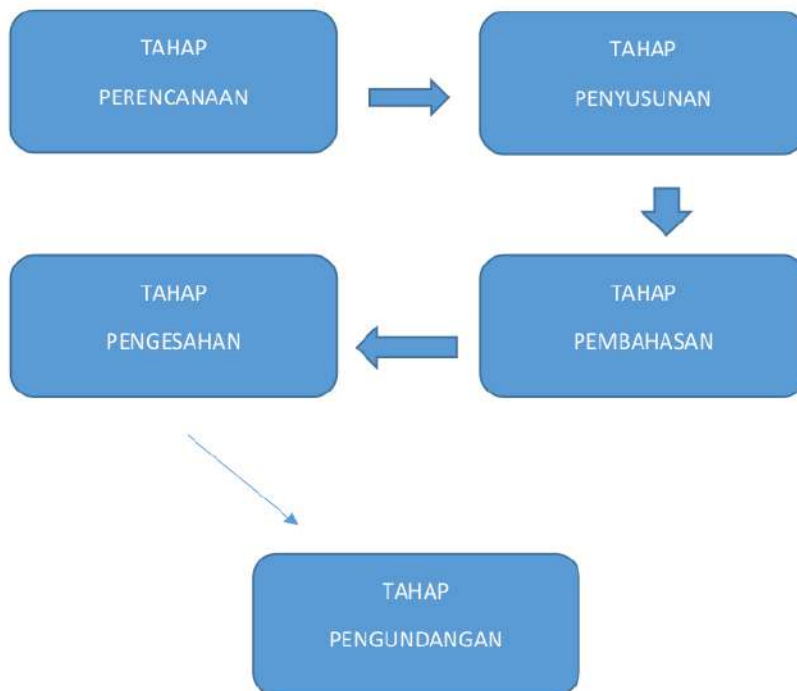 TAHAP
PERENCANAAN
TAHAP
PENYUSUNAN
TAHAP
PEMBAHASAN
TAHAP
PENGESAHAN
TAHAP
PENGUNDANGAN